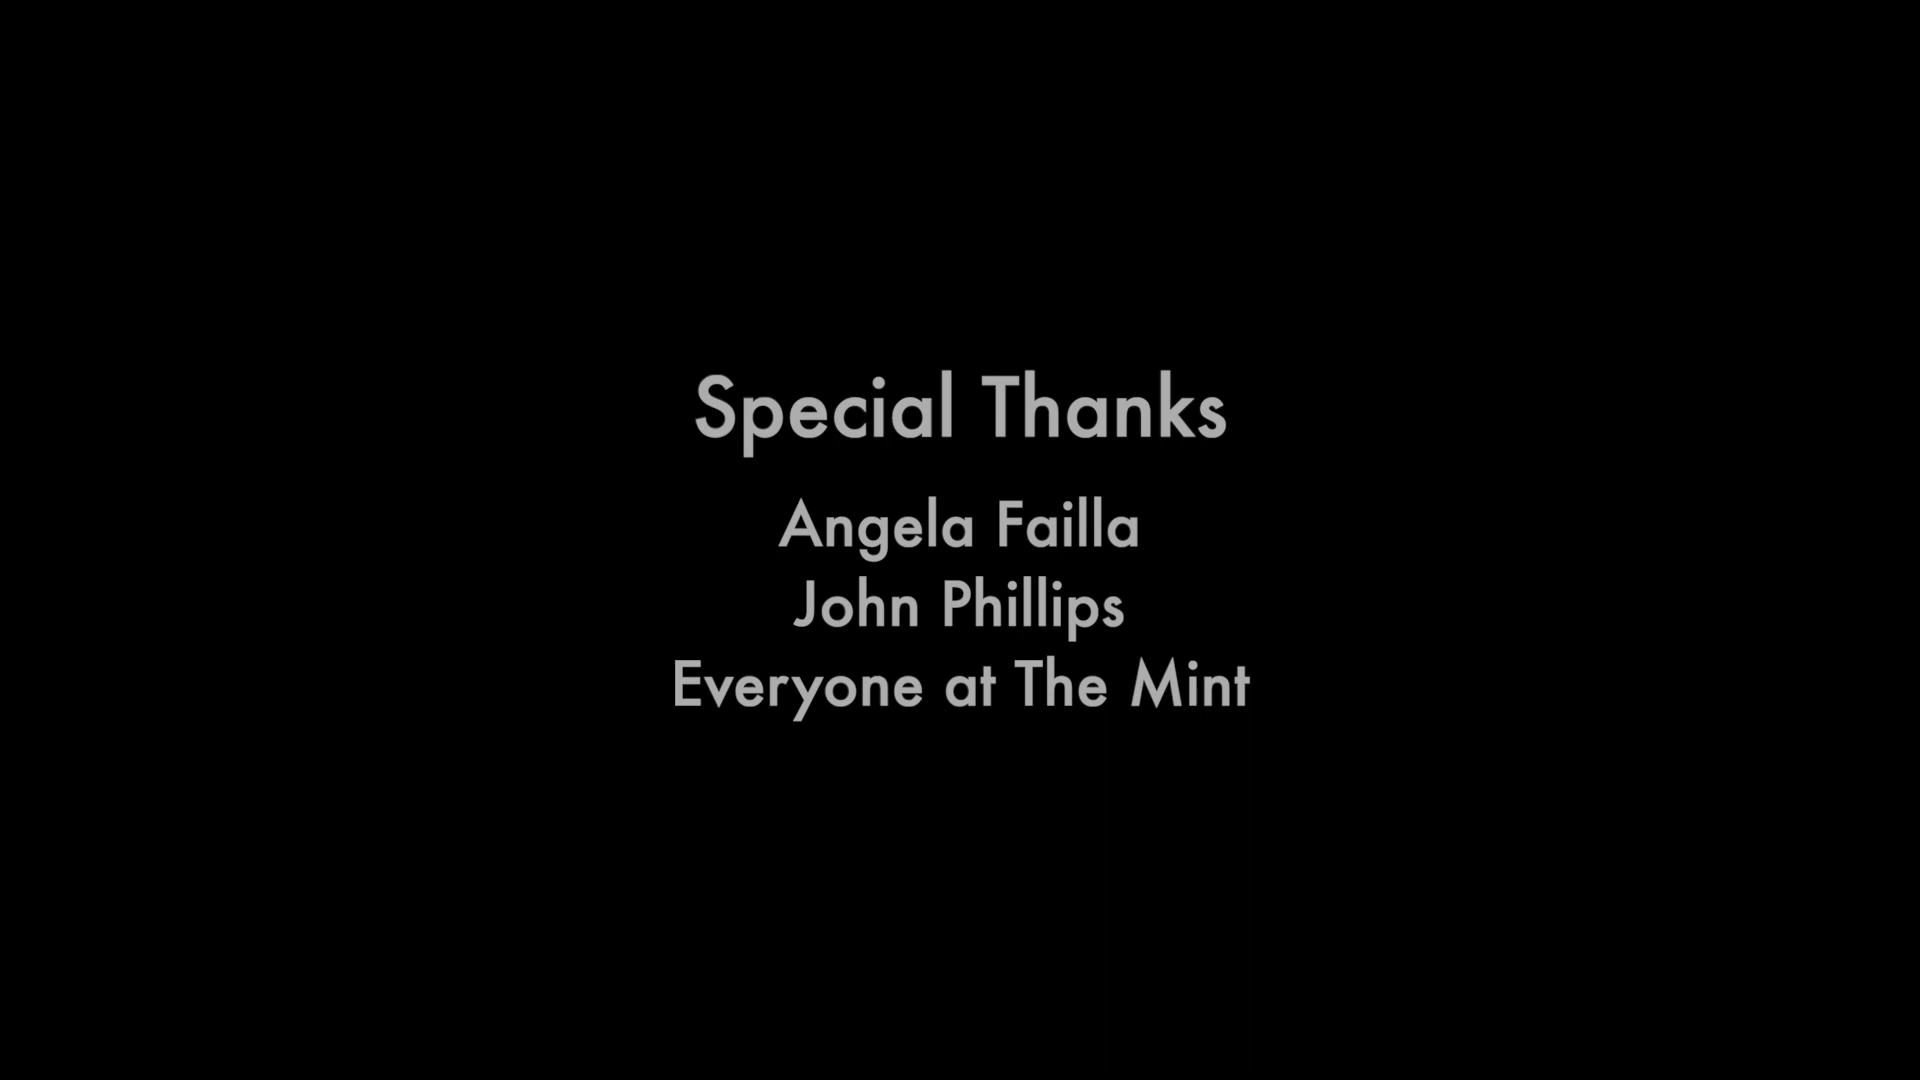 Special Thanks
Angela Failla
John Phillips
Everyone at The Mint